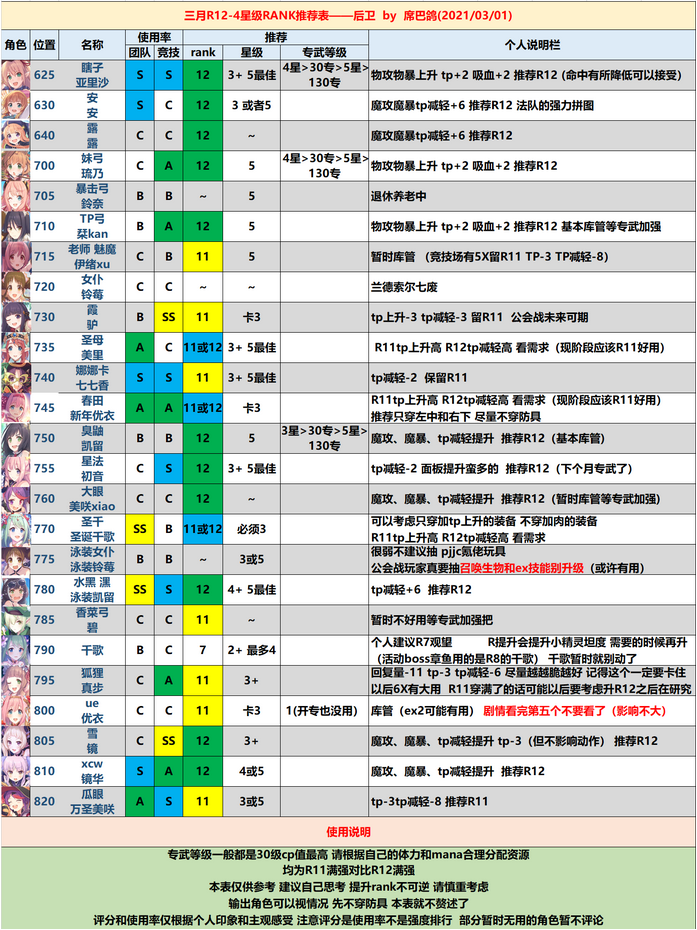 三月R12-4星级RANK推荐表——后卫 by 席巴鸽(2021/03/01)
角色 位置 名称 使用率 推荐 个人说明栏
团队 竞技 rank 星级 专武等级
625 瞎子 亚里沙 S S 12 3+ 5最佳 4星>30专>5星>130专 物攻物暴上升 tp+2 吸血+2 推荐R12 (命中有所降低可以接受)
630 安 安 S C 12 3 或者5 魔攻魔暴tp减轻+6 推荐R12 法队的强力拼图
640 露 露 C C 12 ~ 魔攻魔暴tp减轻+6 推荐R12
700 妹弓 琉乃 C A 12 5 4星>30专>5星>130专 物攻物暴上升 tp+2 吸血+2 推荐R12
705 暴击弓 鈴奈 B B ~ 5 退休养老中
710 TP弓 栞kan B A 12 5 物攻物暴上升 tp+2 吸血+2 推荐R12 基本库管等专武加强
715 老师 魅魔 伊绪xu C B 11 5 暂时库管 （竞技场有5X留R11 TP-3 TP减轻-8）
720 女仆 铃莓 C C ~ ~ 兰德索尔七废
730 霞 驴 B SS 11 卡3 tp上升-3 tp减轻-3 留R11 公会战未来可期
735 圣母 美里 A C 11或12 3+ 5最佳 R11tp上升高 R12tp减轻高 看需求（现阶段应该R11好用）
740 娜娜卡 七七香 S S 11 3+ 5最佳 tp减轻-2 保留R11
745 春田 新年优衣 A A 11或12 卡3 R11tp上升高 R12tp减轻高 看需求（现阶段应该R11好用）
推荐只穿左中和右下 尽量不穿防具
750 臭鼬 凯留 B B 12 5 3星>30专>5星>130专 魔攻、魔暴、tp减轻提升 推荐R12（基本库管）
755 星法 初音 C S 12 3+ 5最佳 tp减轻-2 面板提升蛮多的 推荐R12（下个月专武了）
760 大眼 美咲xiao C C 12 ~ 魔攻、魔暴、tp减轻提升 推荐R12（暂时库管等专武加强）
770 圣千 圣诞千歌 SS B 11或12 必须3 可以考虑只穿加tp上升的装备 不穿加肉的装备
R11tp上升高 R12tp减轻高 看需求
775 泳装女仆 泳装铃莓 B B ~ 3或5 很弱不建议抽 pjjc氪佬玩具
公会战玩家真要抽召唤生物和ex技能别升级（或许有用）
780 水黑 潶 泳装凯留 SS S 12 4+ 5最佳 tp减轻+6 推荐R12
785 香菜弓 碧 C C 11 ~ 暂时不好用等专武加强把
790 千歌 B C 7 2+ 最多4 个人建议R7观望 R提升会提升小精灵坦度 需要的时候再升
（活动boss章鱼用的是R8的千歌） 千歌暂时就别动了
795 狐狸 真步 C A 11 3+ 回复量-11 tp-3 tp减轻-6 尽量越越脆越好 记得这个一定要卡住
以后6X有大用 R11穿满了的话可能以后要考虑升R12之后在研究
800 ue 优衣 C C 11 卡3 1(开专也没用) 库管（ex2可能有用） 剧情看完第五个不要看了（影响不大）
805 雪 镜 C SS 12 3+ 魔攻、魔暴、tp减轻提升 tp-3（但不影响动作） 推荐R12
810 xcw 镜华 S A 12 4或5 魔攻、魔暴、tp减轻提升 推荐R12
820 瓜眼 万圣美咲 A S 11 3或5 tp-3tp减轻-8 推荐R11
使用说明
专武等级一般都是30级cp值最高 请根据自己的体力和mana合理分配资源
均为R11满强对比R12满强
本表仅供参考 建议自己思考 提升rank不可逆 请慎重考虑
输出角色可以视情况 先不穿防具 本表就不赘述了
评分和使用率仅根据个人印象和主观感受 注意评分是使用率不是强度排行 部分暂时无用的角色暂不评论